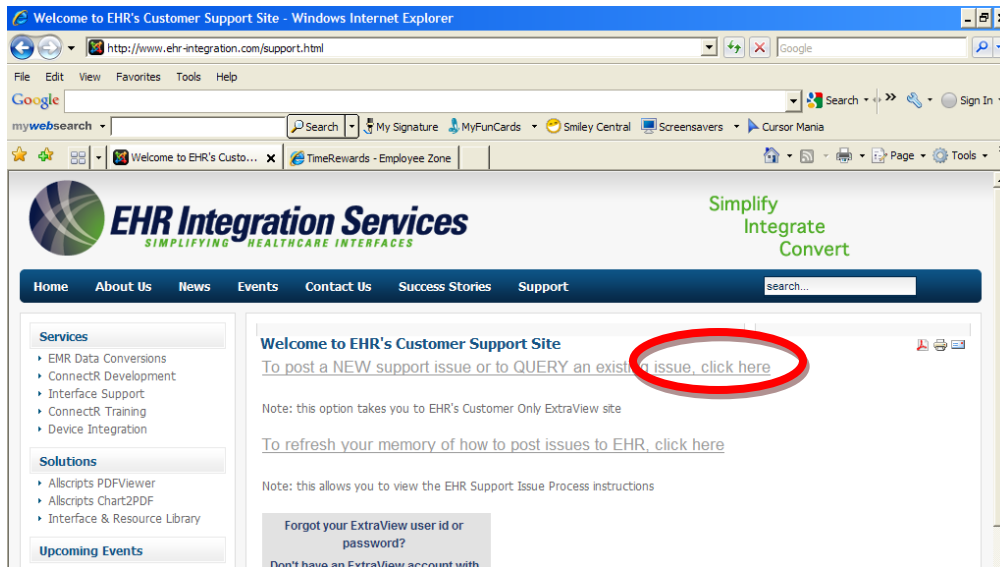 Welcome to EHR's Customer Support Site - Windows Internet Explorer
http://www.ehr-integration.com/support.html
Google
File Edit View Favorites Tools Help
Google Search Sign In
mywebsearch Search My Signature MyFunCards Smiley Central Screensavers Cursor Mania
Welcome to EHR's Custo... TimeRewards - Employee Zone Page Tools
EHR Integration Services
SIMPLIFYING HEALTHCARE INTERFACES
Simplify
Integrate
Convert
Home About Us News Events Contact Us Success Stories Support search...
Services
EMR Data Conversions
ConnectR Development
Interface Support
ConnectR Training
Device Integration
Solutions
Allscripts PDFViewer
Allscripts Chart2PDF
Interface & Resource Library
Upcoming Events
Welcome to EHR's Customer Support Site
To post a NEW support issue or to QUERY an existing issue, click here
Note: this option takes you to EHR's Customer Only ExtraView site
To refresh your memory of how to post issues to EHR, click here
Note: this allows you to view the EHR Support Issue Process instructions
Forgot your ExtraView user id or
password?
Don't have an ExtraView account with